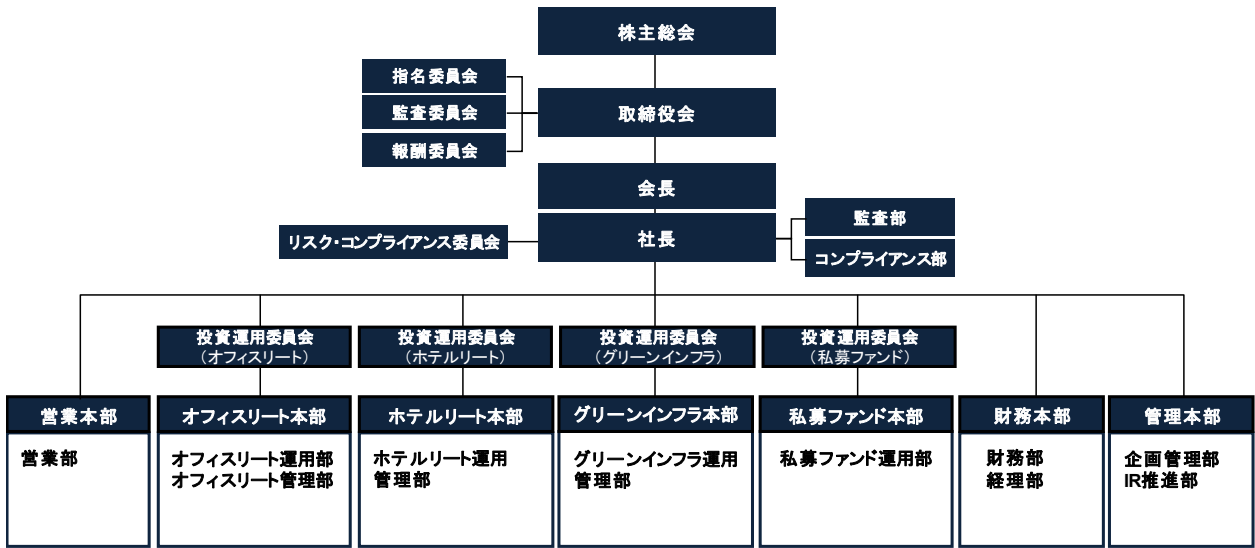 株主総会
指名委員会
監査委員会
報酬委員会
取締役会
会長
社長
リスク・コンプライアンス委員会
監査部
コンプライアンス部
投資運用委員会
(オフィスリート)
投資運用委員会
(ホテルリート)
投資運用委員会
(グリーンインフラ)
投資運用委員会
(私募ファンド)
営業本部
営業部
オフィスリート本部
オフィスリート運用部
オフィスリート管理部
ホテルリート本部
ホテルリート運用
管理部
グリーンインフラ本部
グリーンインフラ運用
管理部
私募ファンド本部
私募ファンド運用部
財務本部
財務部
経理部
管理本部
企画管理部
IR推進部